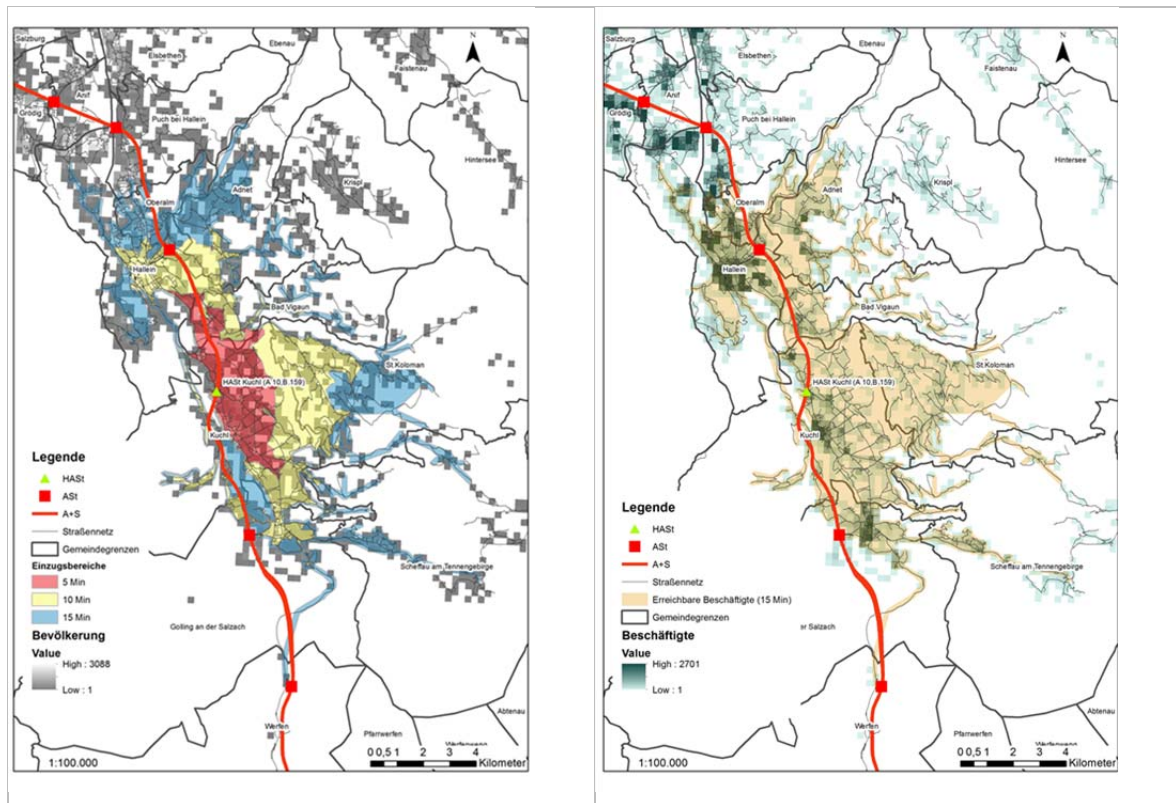 Salzburg
Elsbethen
Ebenau
N
Faistenau
Anif
Grödig
Puch bei Hallein
Hintersee
Adnet
Krispl
Oberalm
Hallein
Bad Vigaun
St.Koloman
HASt Kuchl (A 10,B.159)
Kuchl
Legende
HASt
ASt
A+S
Straßennetz
Gemeindegrenzen
Einzugsbereiche
5 Min
10 Min
15 Min
Bevölkerung
Value
High : 3088
Low : 1
Scheffau am Tennengebirge
Golling an der Salzach
Abtenau
Werfen
Pfarrwerfen
Werfenweng
0 0,5 1 2 3 4
Kilometer
1:100.000
Salzburg
Elsbethen
Ebenau
N
Faistenau
Anif
Grödig
Puch bei Hallein
Hintersee
Adnet
Krispl
Oberalm
Hallein
Bad Vigaun
St.Koloman
HASt Kuchl (A 10,B.159)
Kuchl
Legende
HASt
ASt
A+S
Straßennetz
Erreichbare Beschäftigte (15 Min)
Gemeindegrenzen
Beschäftigte
Value
High : 2701
Low : 1
Scheffau am Tennengebirge
er Salzach
Abtenau
Werfen
Pfarrwerfen
Werfenweng
0 0,5 1 2 3 4
Kilometer
1:100.000